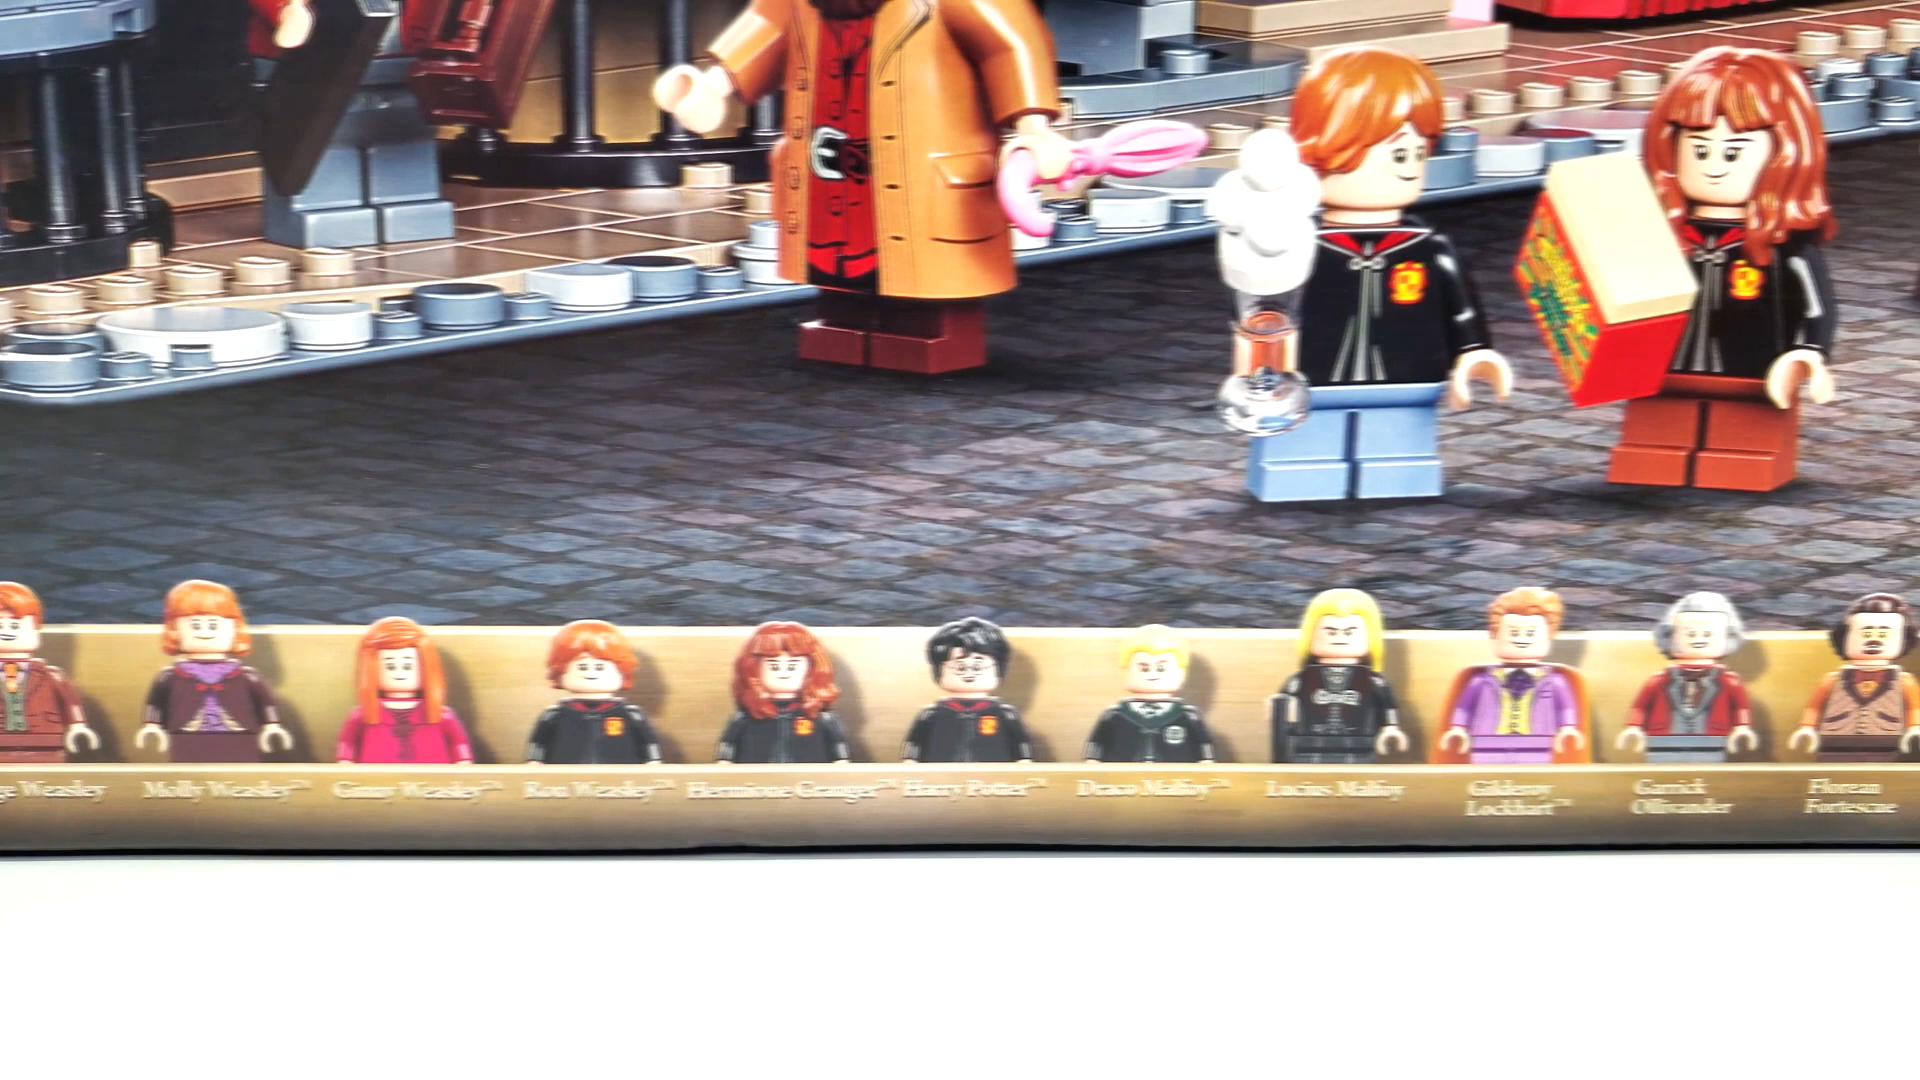 ge Weasley
Molly Weasley™
Ginny Weasley™
Ron Weasley™
Hermione Granger™
Harry Potter™
Draco Malfoy™
Lucius Malfoy
Gilderoy
Lockhart™
Garrick
Ollivander
Florean
Fortescue